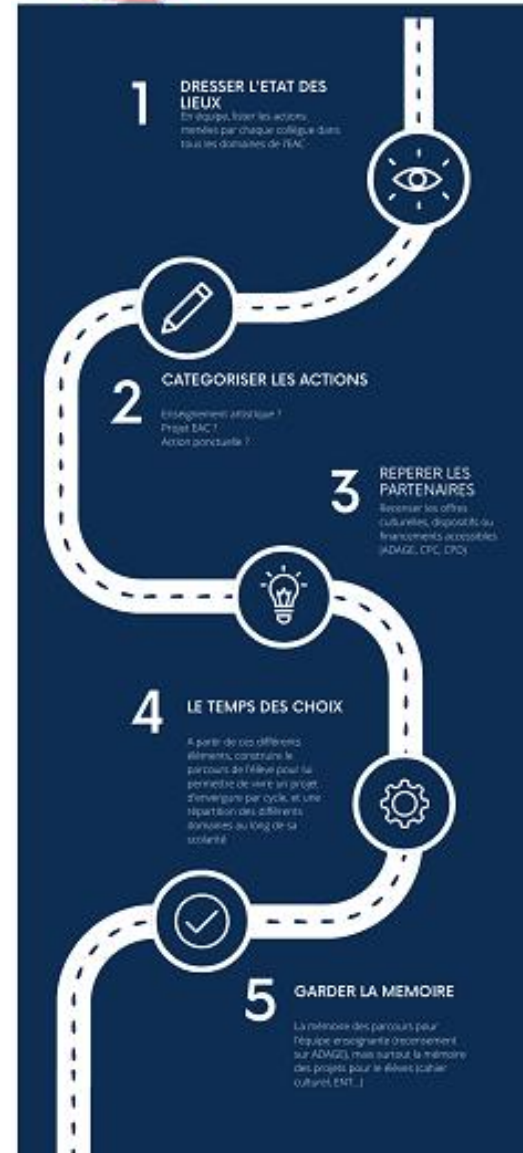 1
DRESSER L'ETAT DES
LIEUX
En équipe, lister les actions
menées par chaque collègue dans
tous les domaines de l'EAC
2
CATEGORISER LES ACTIONS
Enseignement artistique ?
Projet EAC ?
Action ponctuelle ?
3
REPERER LES
PARTENAIRES
Recenser les offres
culturelles, dispositifs ou
financements accessibles
(ADAGE, CPC, CPD)
4
LE TEMPS DES CHOIX
A partir de ces différents
éléments, construire le
parcours de l'élève pour lui
permettre de vivre un projet
d'envergure par cycle, et une
répartition des différents
domaines au long de sa
scolarité
5
GARDER LA MEMOIRE
La mémoire des parcours pour
l'équipe enseignante (recensement
sur ADAGE), mais surtout la mémoire
des projets pour le élèves (cahier
culturel, ENT...)